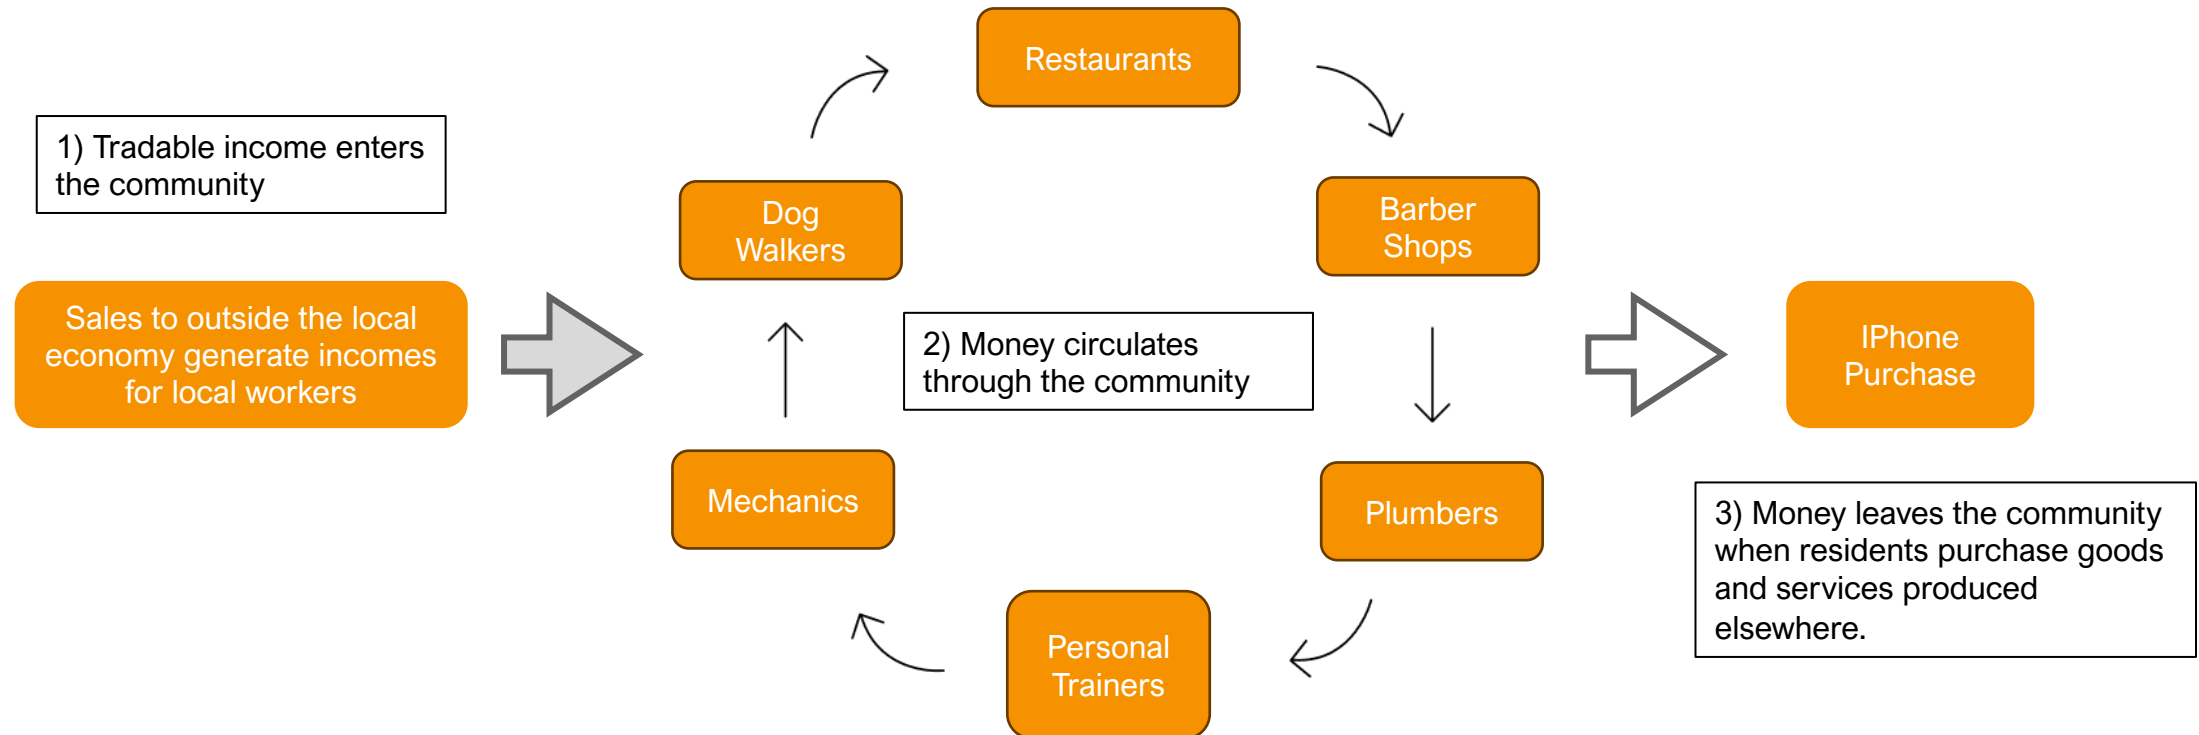 1) Tradable income enters
the community
Sales to outside the local
economy generate incomes
for local workers
Restaurants
Barber
Shops
Plumbers
Personal
Trainers
Mechanics
Dog
Walkers
2) Money circulates
through the community
IPhone
Purchase
3) Money leaves the community
when residents purchase goods
and services produced
elsewhere.